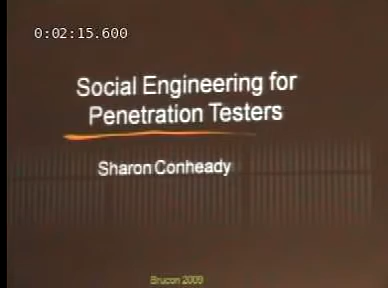 0:02:15.600
Social Engineering for
Penetration Testers
Sharon Conheady
Brucon 2009